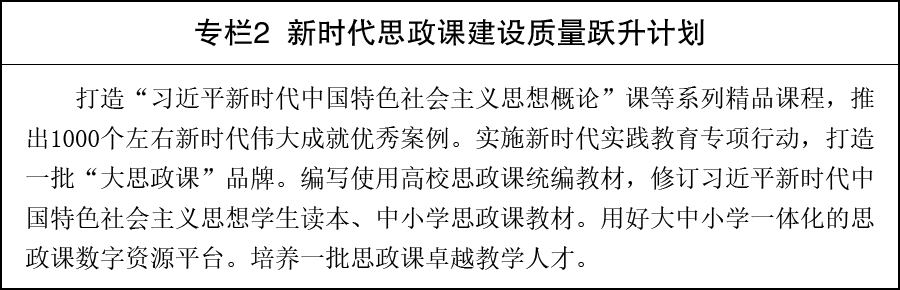 专栏2 新时代思政课建设质量跃升计划
打造“习近平新时代中国特色社会主义思想概论”课等系列精品课程，推
出1000个左右新时代伟大成就优秀案例。实施新时代实践教育专项行动，打造
一批“大思政课”品牌。编写使用高校思政课统编教材，修订习近平新时代中
国特色社会主义思想学生读本、中小学思政课教材。用好大中小学一体化的思
政课数字资源平台。培养一批思政课卓越教学人才。